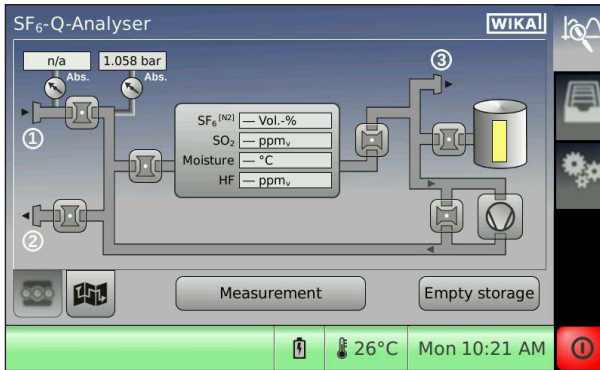 SF₆-Q-Analyser
WIKA
n/a
1.058 bar
Abs.
Abs.
③
①
SF₆ [N2] — Vol.-%
SO₂ — ppmᵥ
Moisture — °C
HF — ppmᵥ
②
Measurement
Empty storage
26°C
Mon 10:21 AM